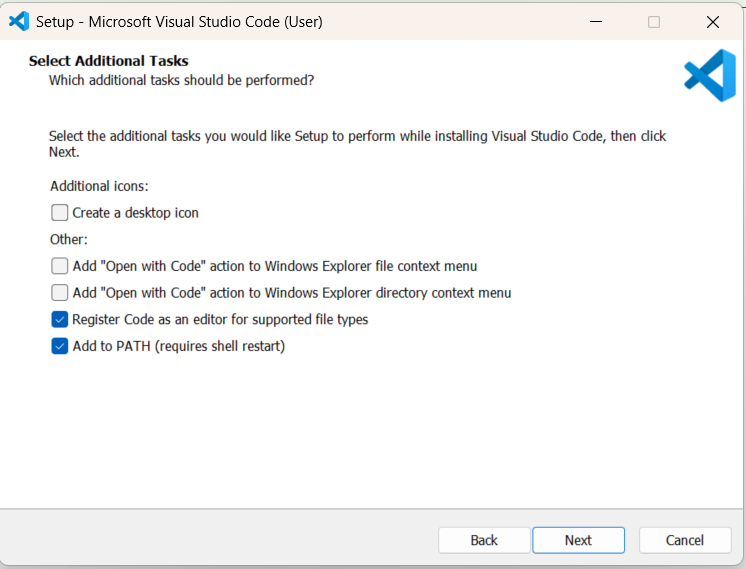 Setup - Microsoft Visual Studio Code (User)
Select Additional Tasks
Which additional tasks should be performed?
Select the additional tasks you would like Setup to perform while installing Visual Studio Code, then click
Next.
Additional icons:
Create a desktop icon
Other:
Add "Open with Code" action to Windows Explorer file context menu
Add "Open with Code" action to Windows Explorer directory context menu
Register Code as an editor for supported file types
Add to PATH (requires shell restart)
Back Next Cancel